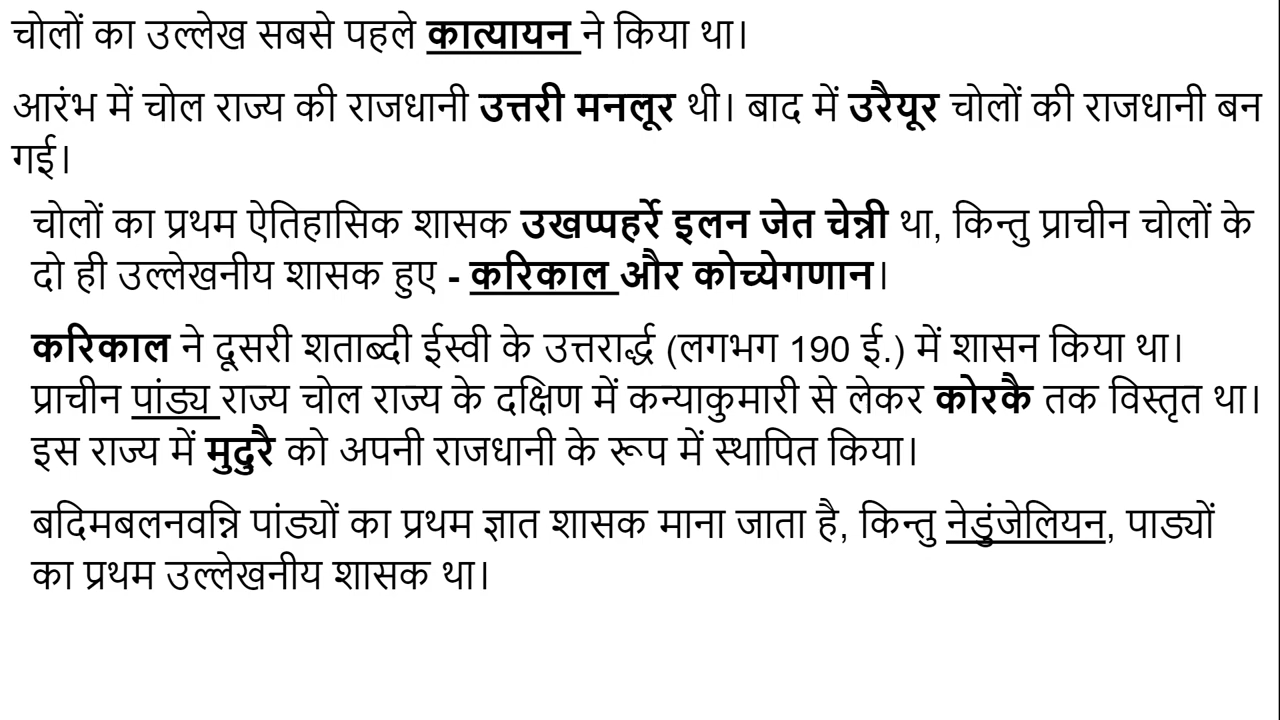 चोलों का उल्लेख सबसे पहले कात्यायन ने किया था।
आरंभ में चोल राज्य की राजधानी उत्तरी मनलूर थी। बाद में उरैयूर चोलों की राजधानी बन
गई।
चोलों का प्रथम ऐतिहासिक शासक उखप्पहर्रे इलन जेत चेन्नी था, किन्तु प्राचीन चोलों के
दो ही उल्लेखनीय शासक हुए - करिकाल और कोच्येगणान।
करिकाल ने दूसरी शताब्दी ईस्वी के उत्तरार्द्ध (लगभग 190 ई.) में शासन किया था।
प्राचीन पांड्य राज्य चोल राज्य के दक्षिण में कन्याकुमारी से लेकर कोरकै तक विस्तृत था।
इस राज्य में मुदुरै को अपनी राजधानी के रूप में स्थापित किया।
बदिमबलनवन्नि पांड्यों का प्रथम ज्ञात शासक माना जाता है, किन्तु नेडुंजेलियन, पाड्यों
का प्रथम उल्लेखनीय शासक था।